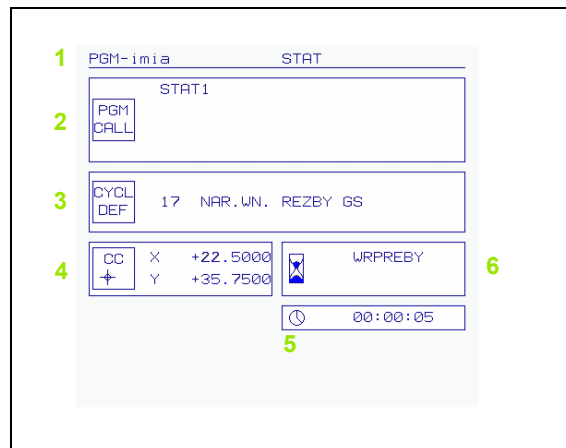 1 PGM-imia STAT
STAT1
2 PGM CALL
3 CYCL DEF 17 NAR.WN. REZBY GS
4 CC X +22.5000 WRPREBY 6
Y +35.7500
00:00:05
5